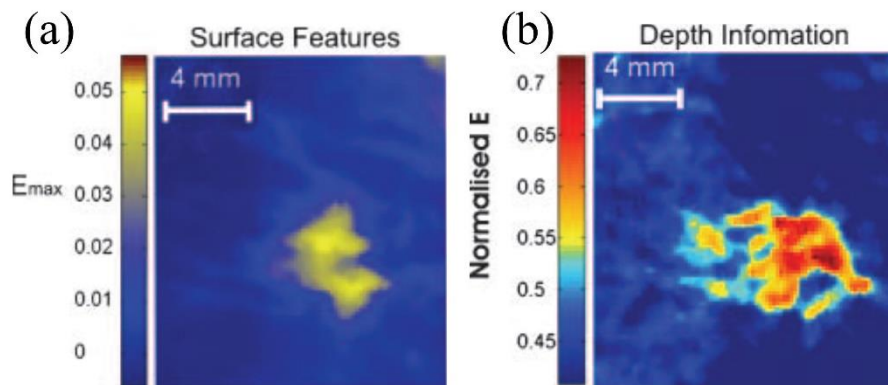 (a)
Surface Features
4 mm
Emax
0.05
0.04
0.03
0.02
0.01
0
(b)
Depth Infomation
4 mm
Normalised E
0.7
0.65
0.6
0.55
0.5
0.45